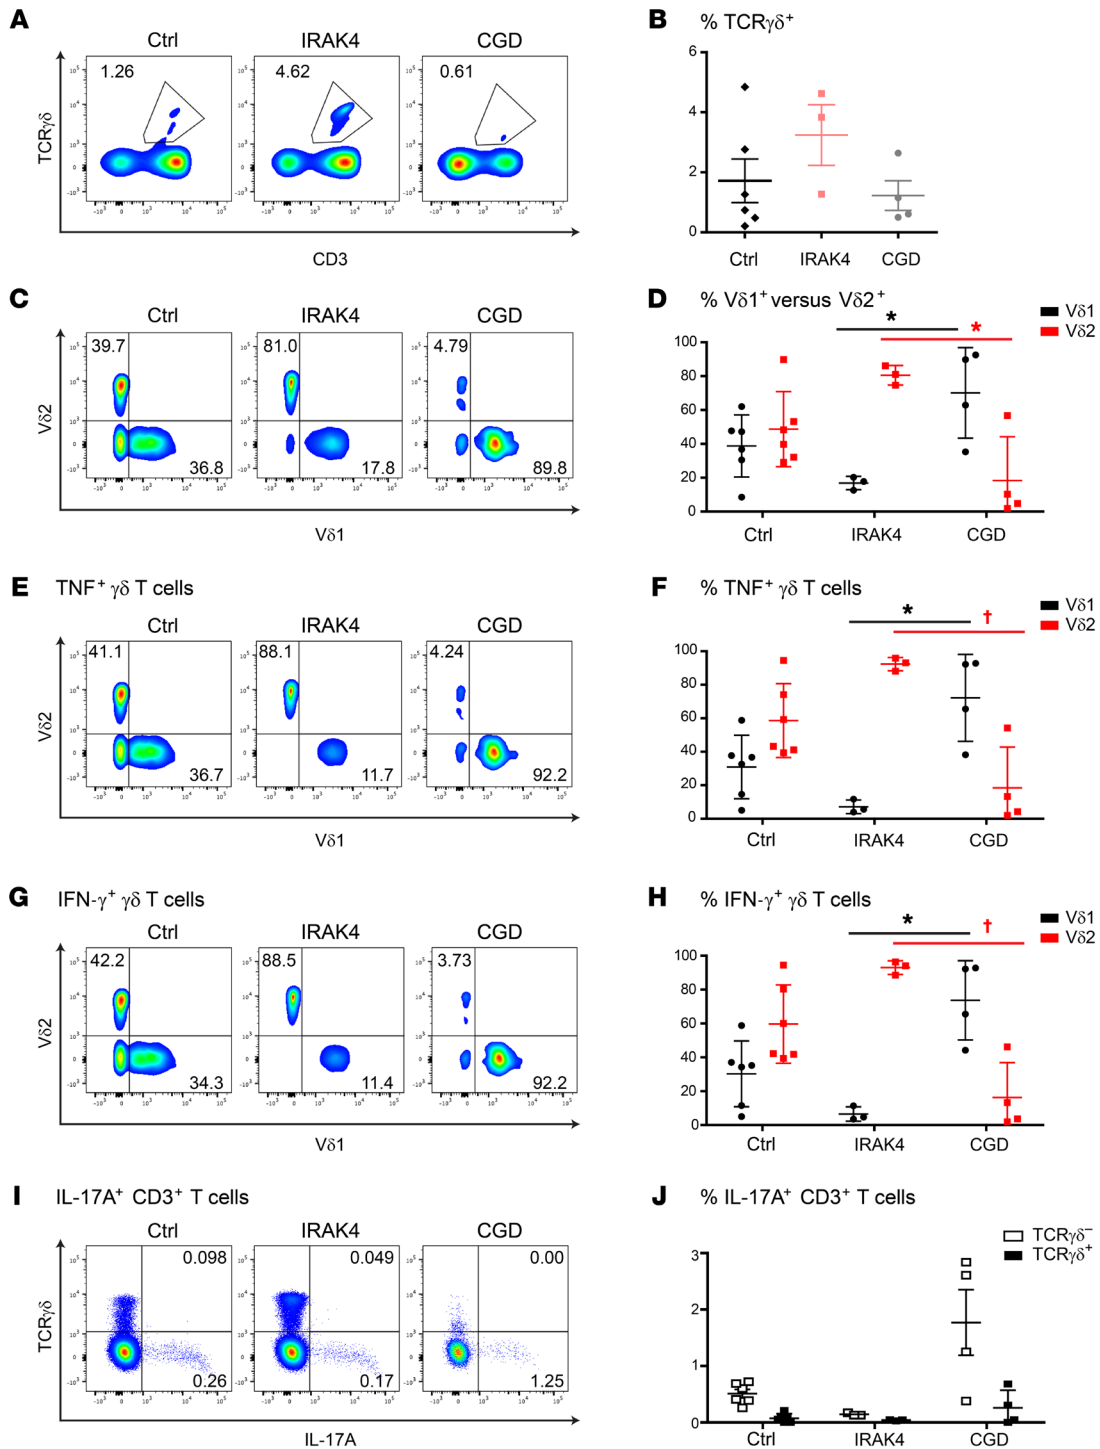 A
Ctrl
IRAK4
CGD
1.26
4.62
0.61
TCRγδ
CD3
B
% TCRγδ+
6
4
2
0
Ctrl
IRAK4
CGD
C
Ctrl
IRAK4
CGD
39.7
81.0
4.79
36.8
17.8
89.8
Vδ2
Vδ1
D
% Vδ1+ versus Vδ2+
Vδ1
Vδ2
*
*
100
80
60
40
20
0
Ctrl
IRAK4
CGD
E
TNF+ γδ T cells
Ctrl
IRAK4
CGD
41.1
88.1
4.24
36.7
11.7
92.2
Vδ2
Vδ1
F
% TNF+ γδ T cells
Vδ1
Vδ2
*
†
100
80
60
40
20
0
Ctrl
IRAK4
CGD
G
IFN-γ+ γδ T cells
Ctrl
IRAK4
CGD
42.2
88.5
3.73
34.3
11.4
92.2
Vδ2
Vδ1
H
% IFN-γ+ γδ T cells
Vδ1
Vδ2
*
†
100
80
60
40
20
0
Ctrl
IRAK4
CGD
I
IL-17A+ CD3+ T cells
Ctrl
IRAK4
CGD
0.098
0.049
0.00
0.26
0.17
1.25
TCRγδ
IL-17A
J
% IL-17A+ CD3+ T cells
TCRγδ−
TCRγδ+
3
2
1
0
Ctrl
IRAK4
CGD